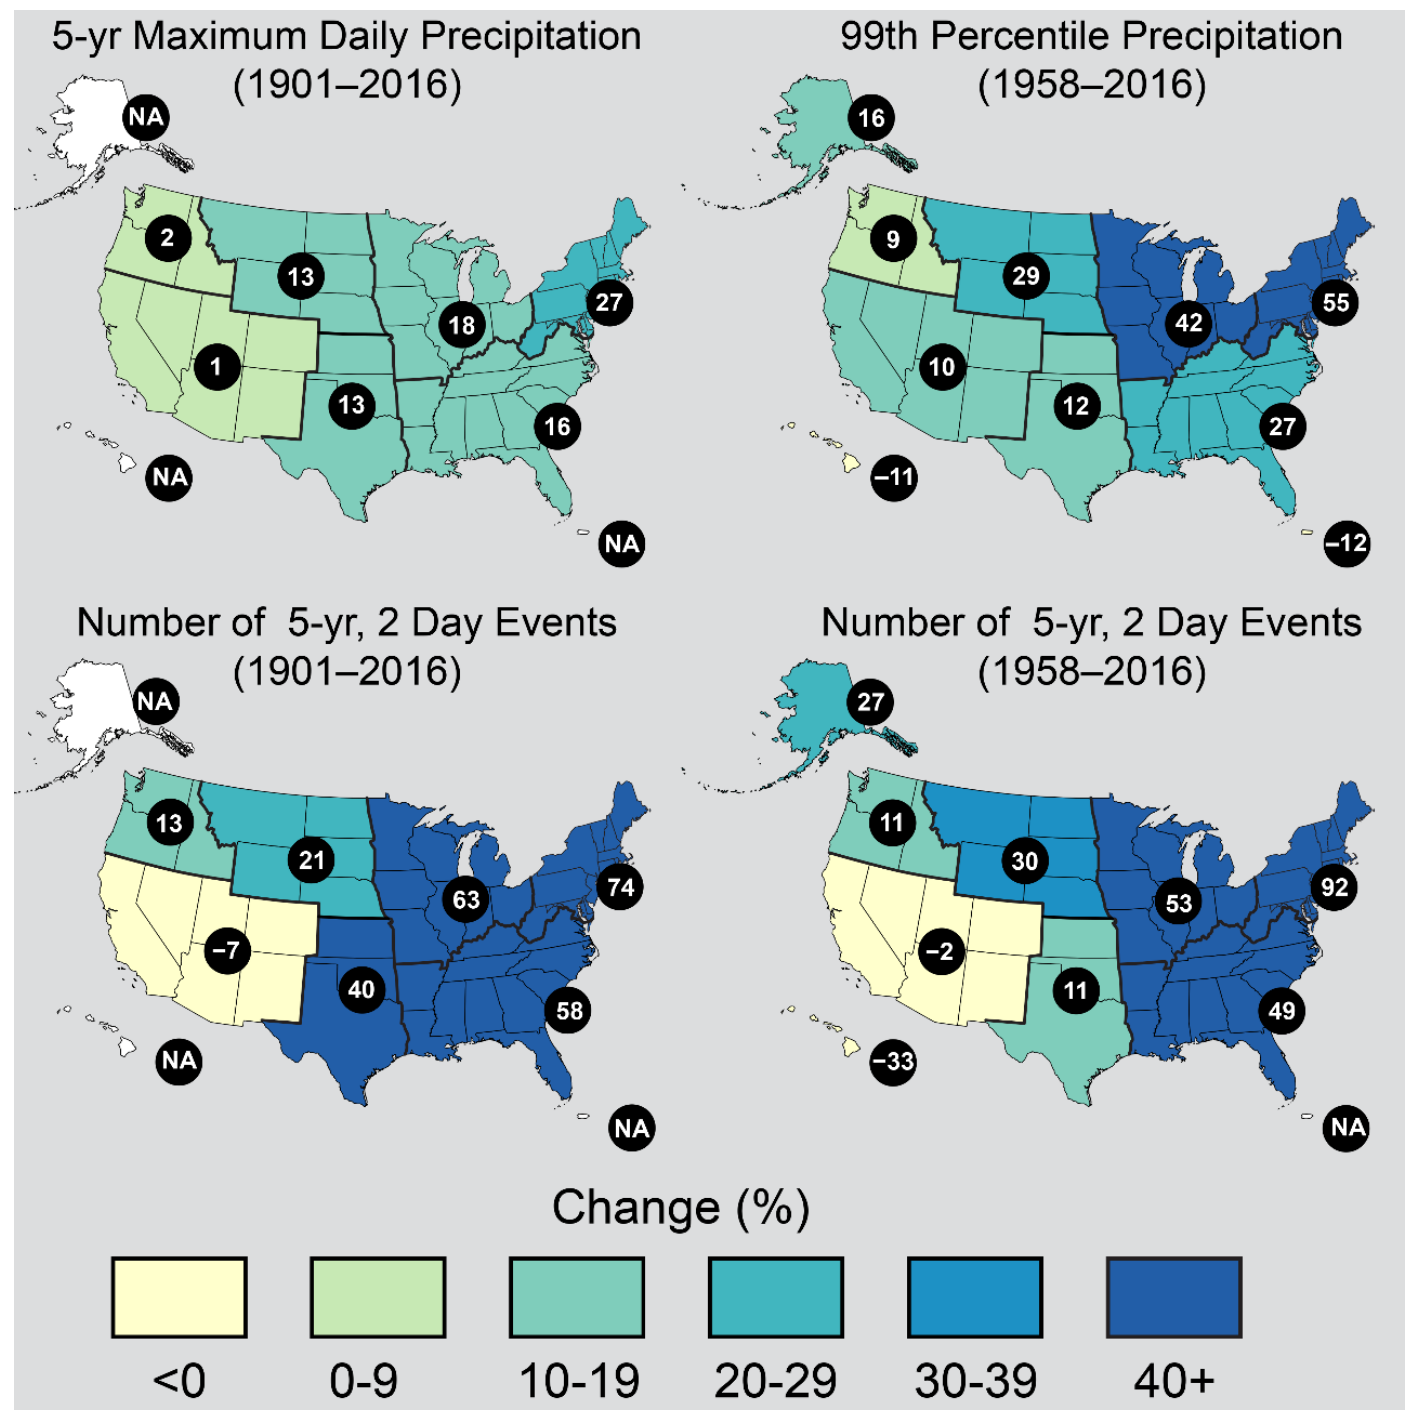 5-yr Maximum Daily Precipitation
(1901–2016)
NA
2
13
27
18
1
13
16
NA
NA
99th Percentile Precipitation
(1958–2016)
16
9
29
55
42
10
12
27
−11
−12
Number of 5-yr, 2 Day Events
(1901–2016)
NA
13
21
74
63
−7
40
58
NA
NA
Number of 5-yr, 2 Day Events
(1958–2016)
27
11
30
92
53
−2
11
49
−33
NA
Change (%)
<0 0-9 10-19 20-29 30-39 40+